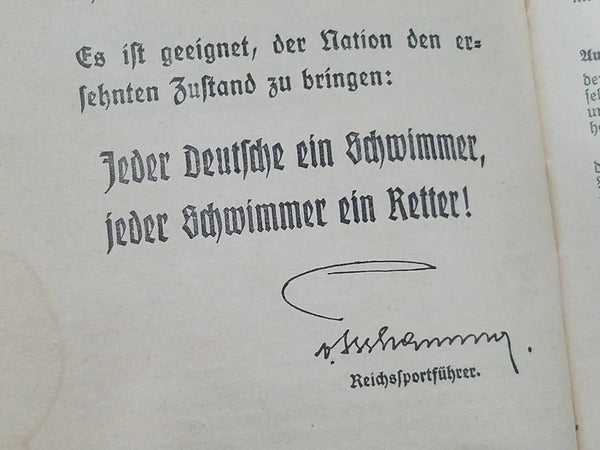 Es ist geeignet, der Nation den er-
sehnten Zustand zu bringen:
Jeder Deutsche ein Schwimmer,
jeder Schwimmer ein Retter!
Reichssportführer.